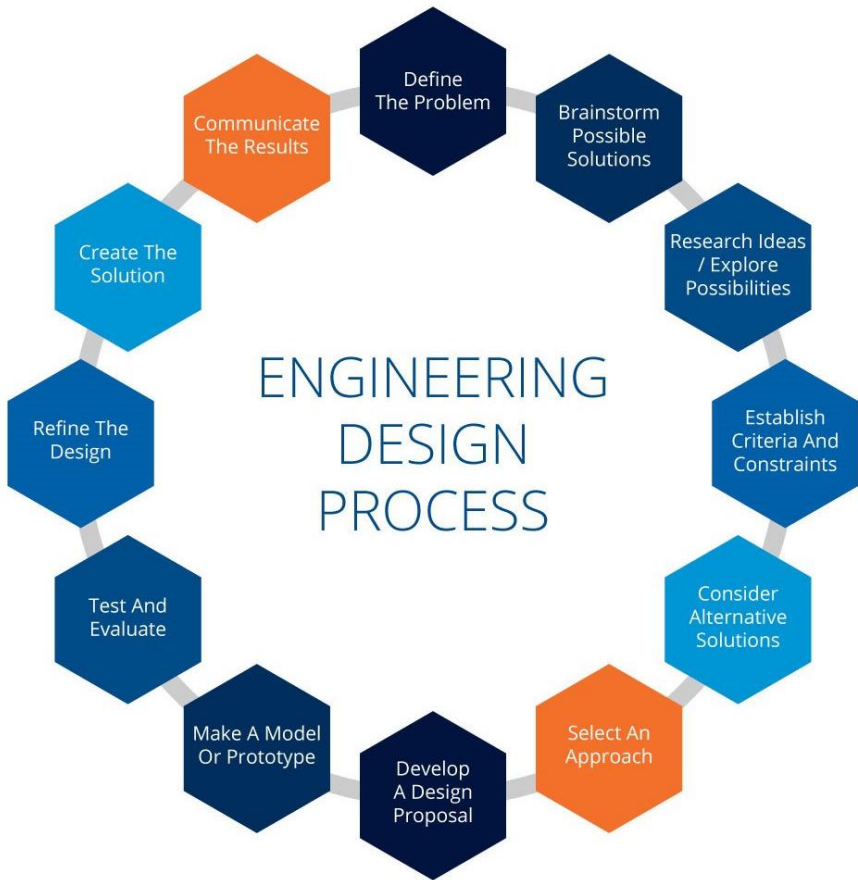 Define
The Problem
Brainstorm
Possible
Solutions
Research Ideas
/ Explore
Possibilities
Establish
Criteria And
Constraints
Consider
Alternative
Solutions
Select An
Approach
Develop
A Design
Proposal
Make A Model
Or Prototype
Test And
Evaluate
Refine The
Design
Create The
Solution
Communicate
The Results
ENGINEERING
DESIGN
PROCESS